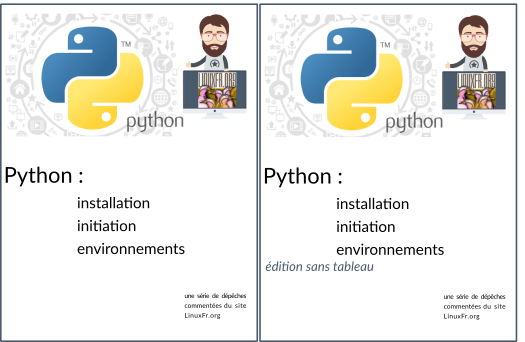 LINUXFR.ORG
TM
python
Python :
installation
initiation
environnements
une série de dépêches
commentées du site
LinuxFr.org
LINUXFR.ORG
TM
python
Python :
installation
initiation
environnements
édition sans tableau
une série de dépêches
commentées du site
LinuxFr.org